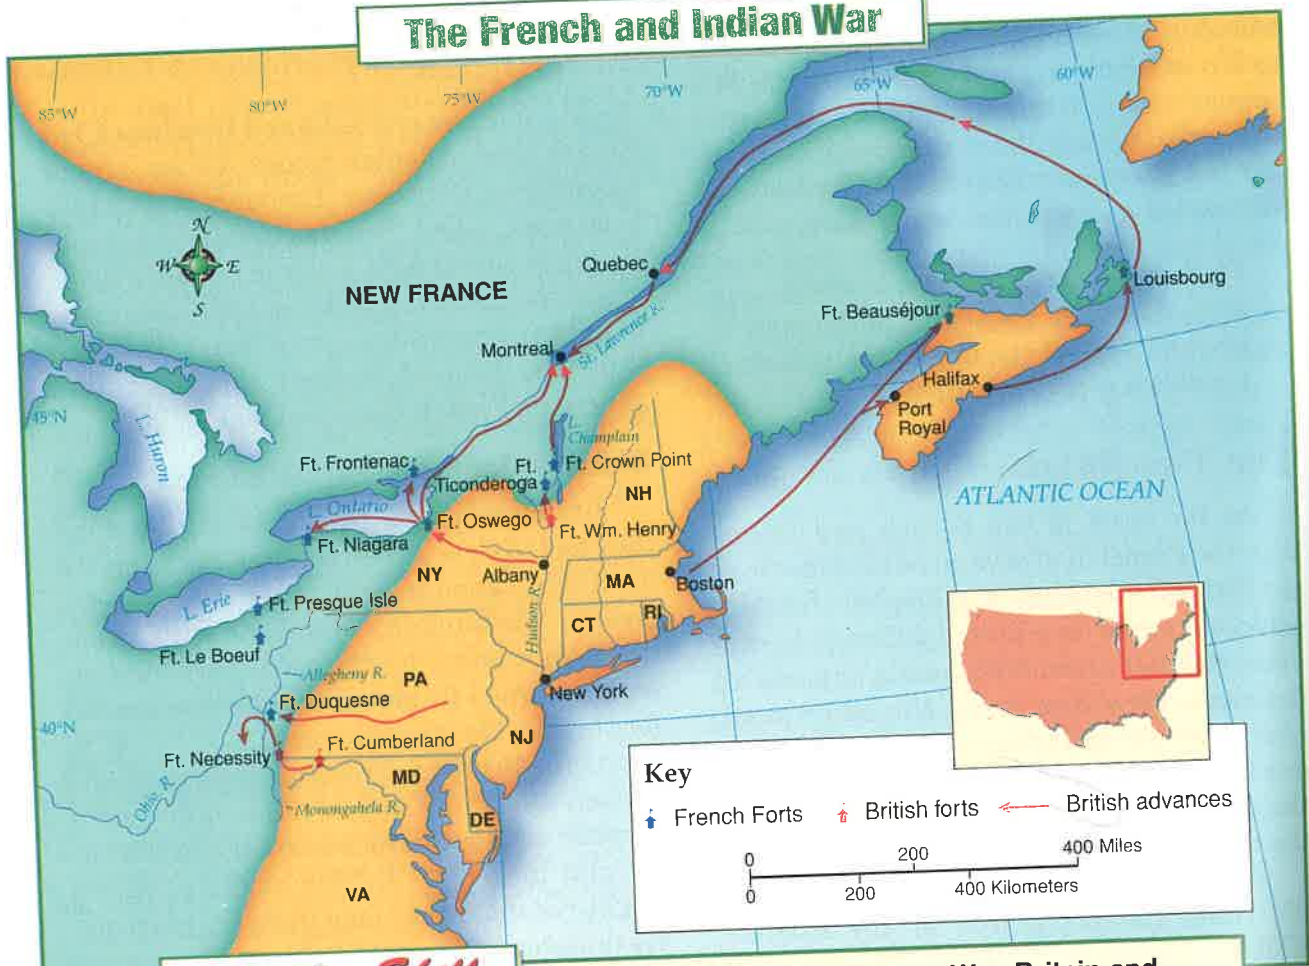 The French and Indian War
85°W
80°W
75°W
70°W
65°W
60°W
N
W
E
S
NEW FRANCE
Quebec
Louisbourg
Ft. Beauséjour
St. Lawrence R.
Montreal
Halifax
45°N
L. Huron
Port
Royal
L.
Champlain
Ft. Frontenac
Ft.
Ticonderoga
Ft. Crown Point
NH
ATLANTIC OCEAN
L. Ontario
Ft. Oswego
Ft. Wm. Henry
Ft. Niagara
NY
Albany
MA
Boston
L. Erie
Ft. Presque Isle
Hudson R.
CT
RI
Ft. Le Boeuf
Allegheny R.
PA
New York
Ft. Duquesne
40°N
NJ
Ft. Cumberland
Ft. Necessity
MD
Ohio R.
Monongahela R.
DE
VA
Key
French Forts
British forts
British advances
0
200
400 Miles
0
200
400 Kilometers
War, Britain and